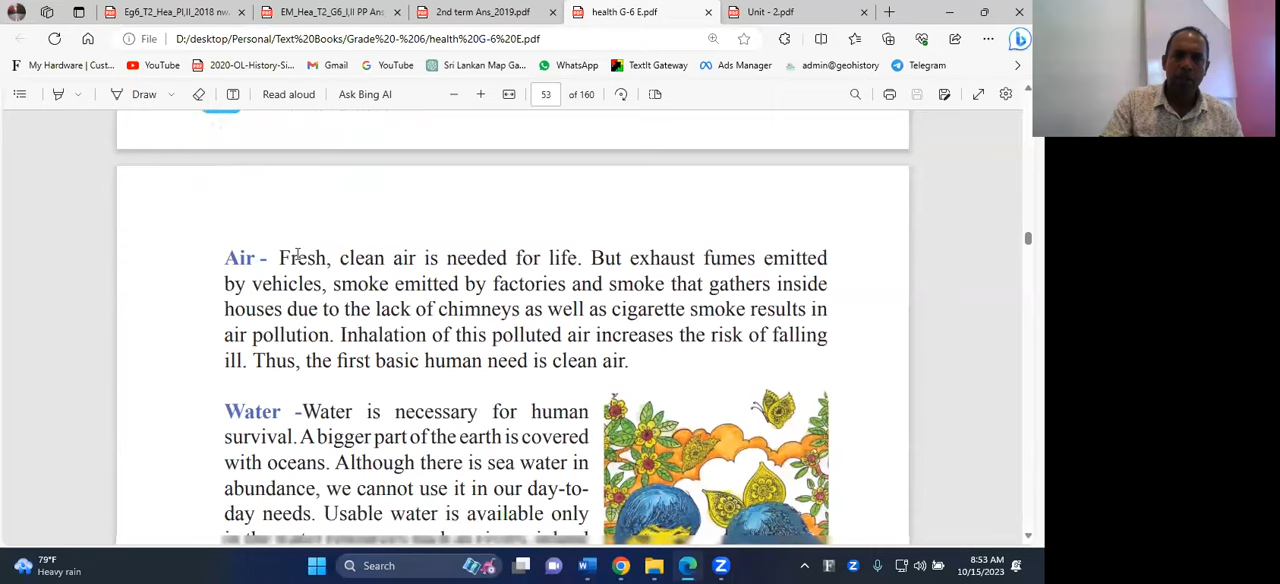 Eg6_T2_Hea_PI,II_2018 nw
EM_Hea_T2_G6_I,II PP Ans
2nd term Ans_2019.pdf
health G-6 E.pdf
Unit - 2.pdf
File
D:/desktop/Personal/Text%20Books/Grade%20-%206/health%20G-6%20E.pdf
My Hardware | Cust...
YouTube
2020-OL-History-Si...
Gmail
YouTube
Sri Lankan Map Ga...
WhatsApp
TextIt Gateway
Ads Manager
admin@geohistory
Telegram
Draw
Read aloud
Ask Bing AI
53 of 160
Air - Fresh, clean air is needed for life. But exhaust fumes emitted
by vehicles, smoke emitted by factories and smoke that gathers inside
houses due to the lack of chimneys as well as cigarette smoke results in
air pollution. Inhalation of this polluted air increases the risk of falling
ill. Thus, the first basic human need is clean air.
Water -Water is necessary for human
survival. A bigger part of the earth is covered
with oceans. Although there is sea water in
abundance, we cannot use it in our day-to-
day needs. Usable water is available only
79°F
Heavy rain
Search
8:53 AM
10/15/2023